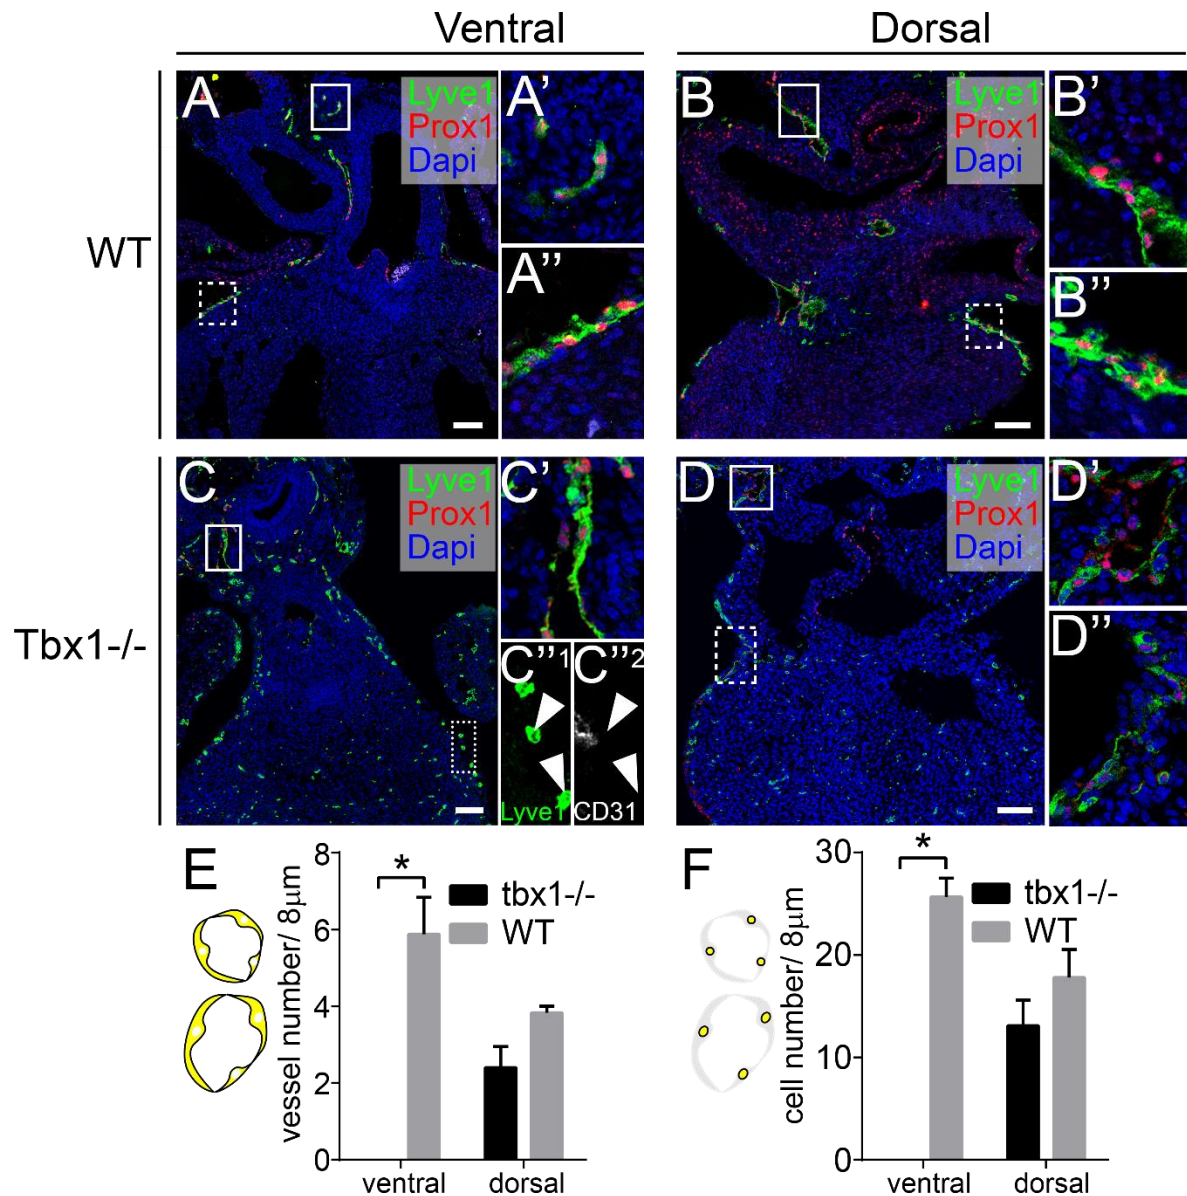 Ventral
Dorsal
WT
A
Lyve1
Prox1
Dapi
A'
A''
B
Lyve1
Prox1
Dapi
B'
B''
Tbx1-/-
C
Lyve1
Prox1
Dapi
C'
C''1
Lyve1
C''2
CD31
D
Lyve1
Prox1
Dapi
D'
D''
E
vessel number/ 8µm
8
6
4
2
0
*
tbx1-/-
WT
ventral
dorsal
F
cell number/ 8µm
30
20
10
0
*
tbx1-/-
WT
ventral
dorsal